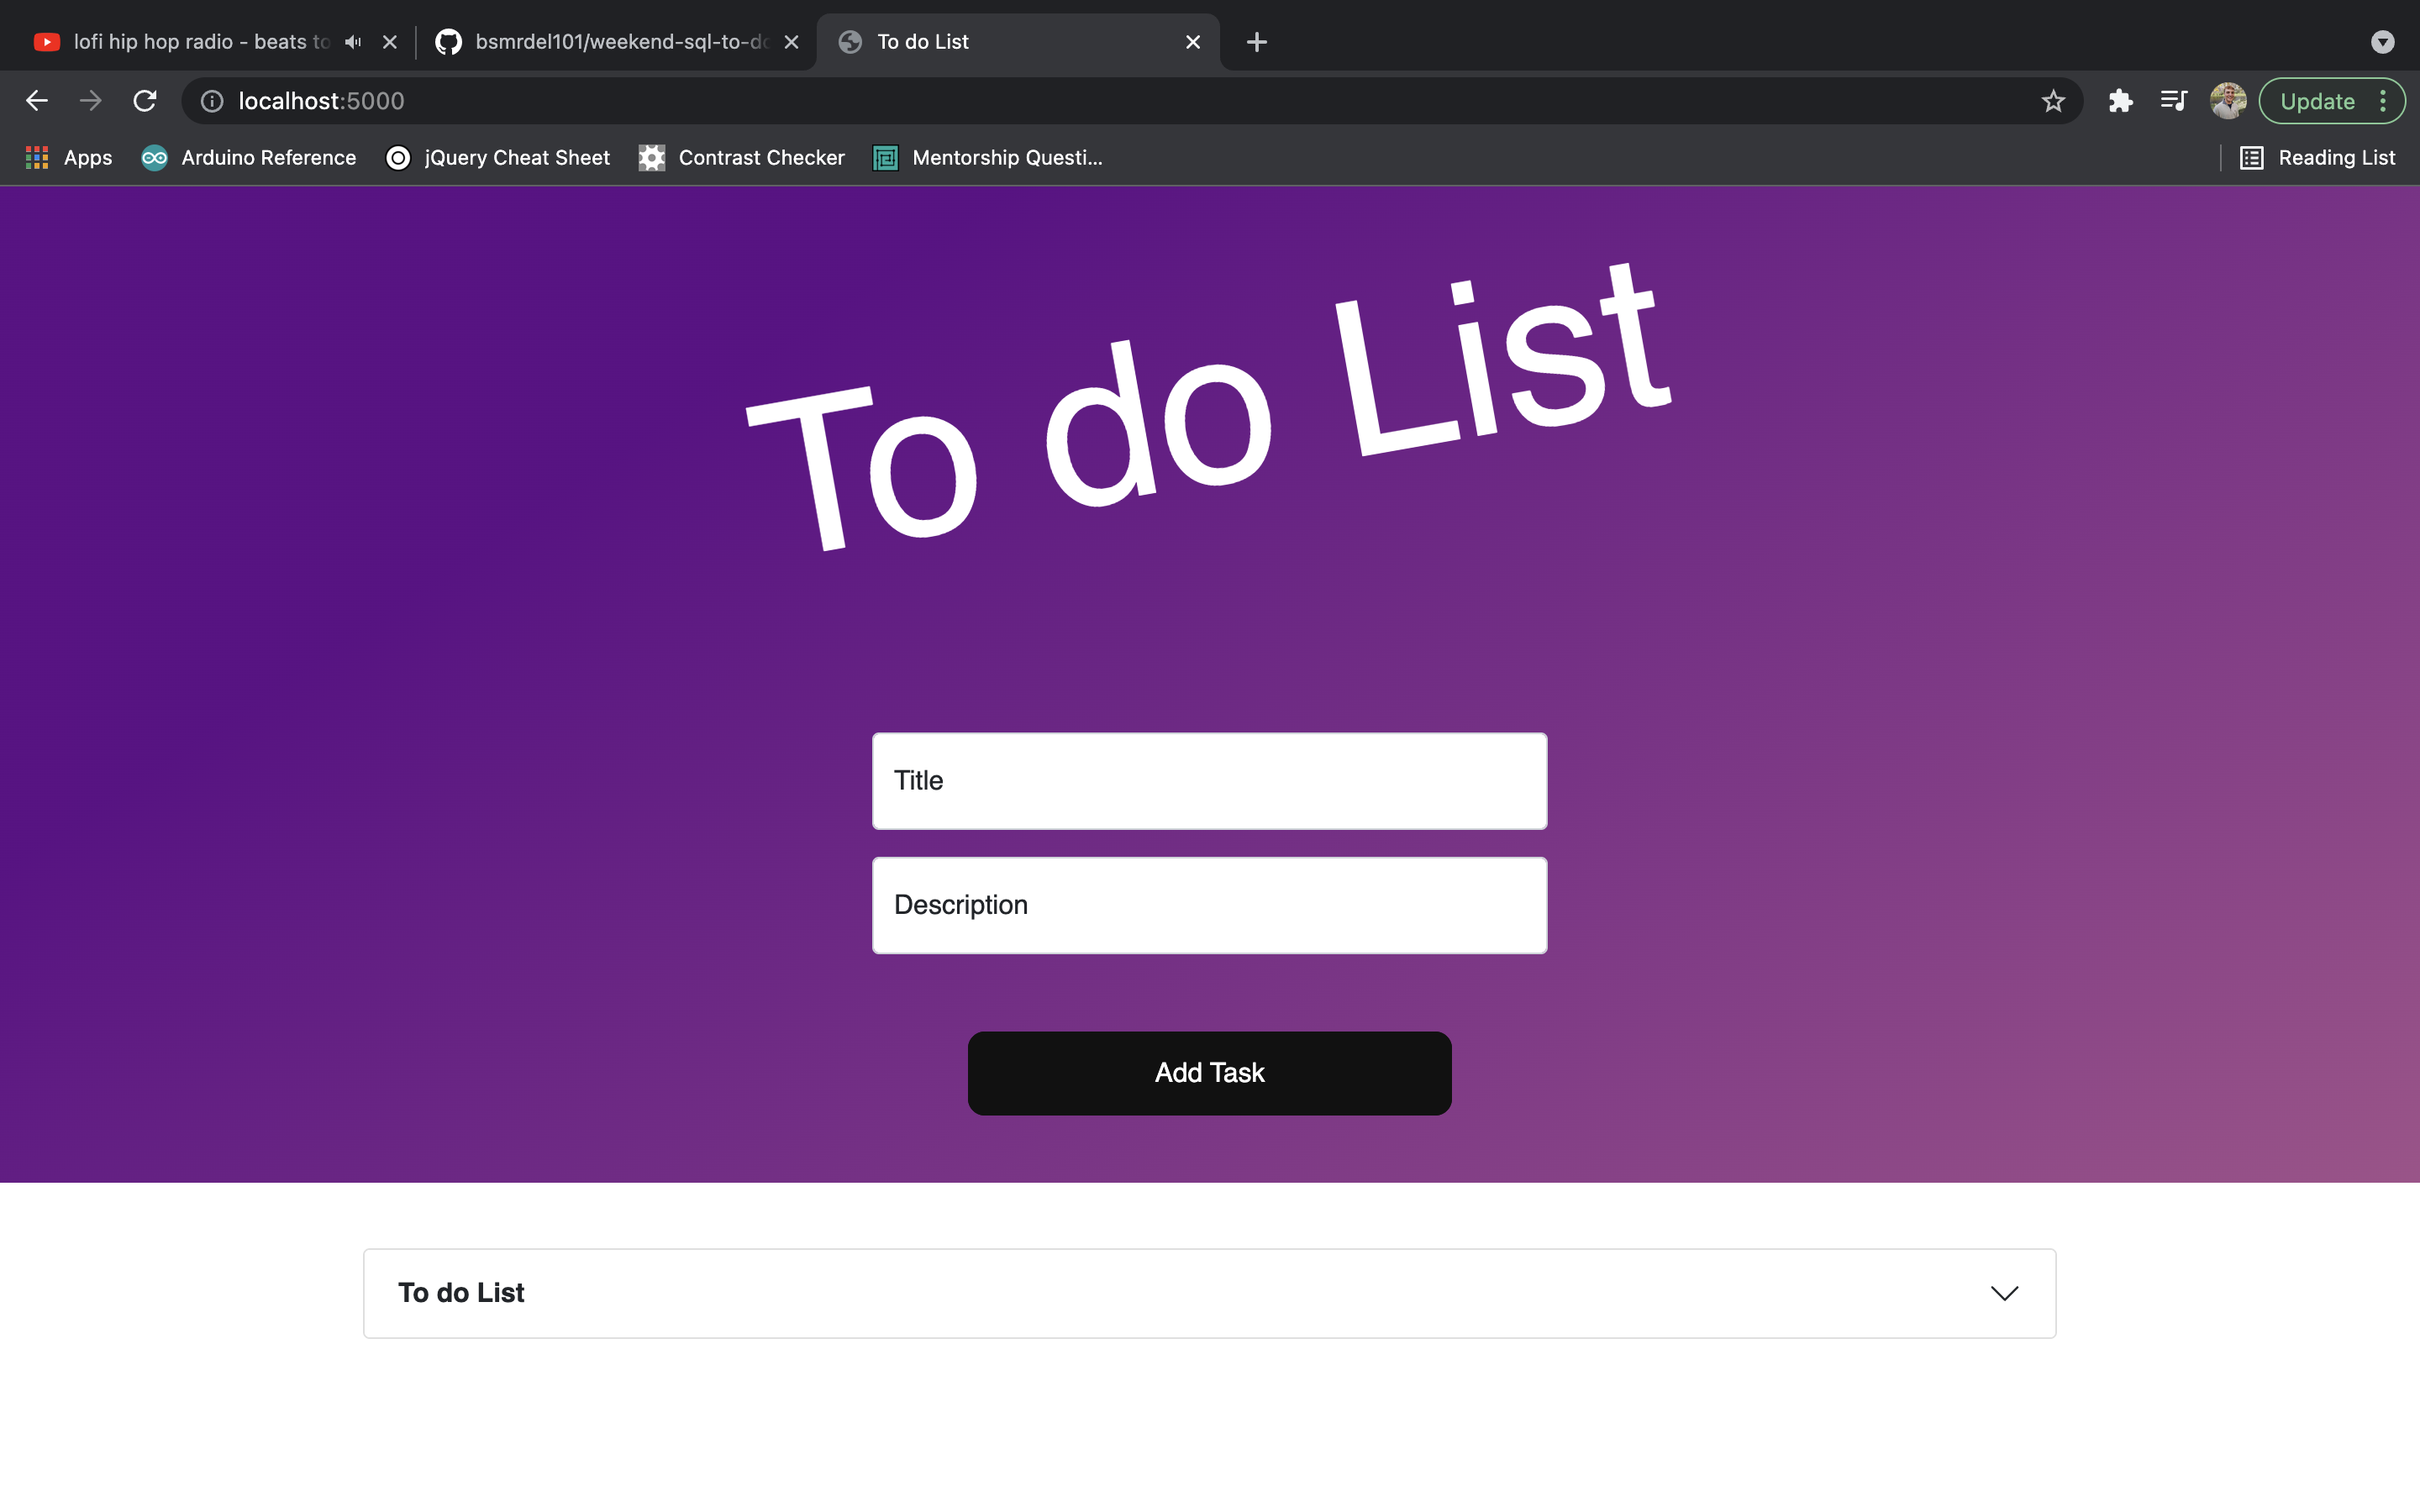 lofi hip hop radio - beats to
bsmrdel101/weekend-sql-to-do
To do List
localhost:5000
Update
Apps
Arduino Reference
jQuery Cheat Sheet
Contrast Checker
Mentorship Questi...
Reading List
To do List
Title
Description
Add Task
To do List